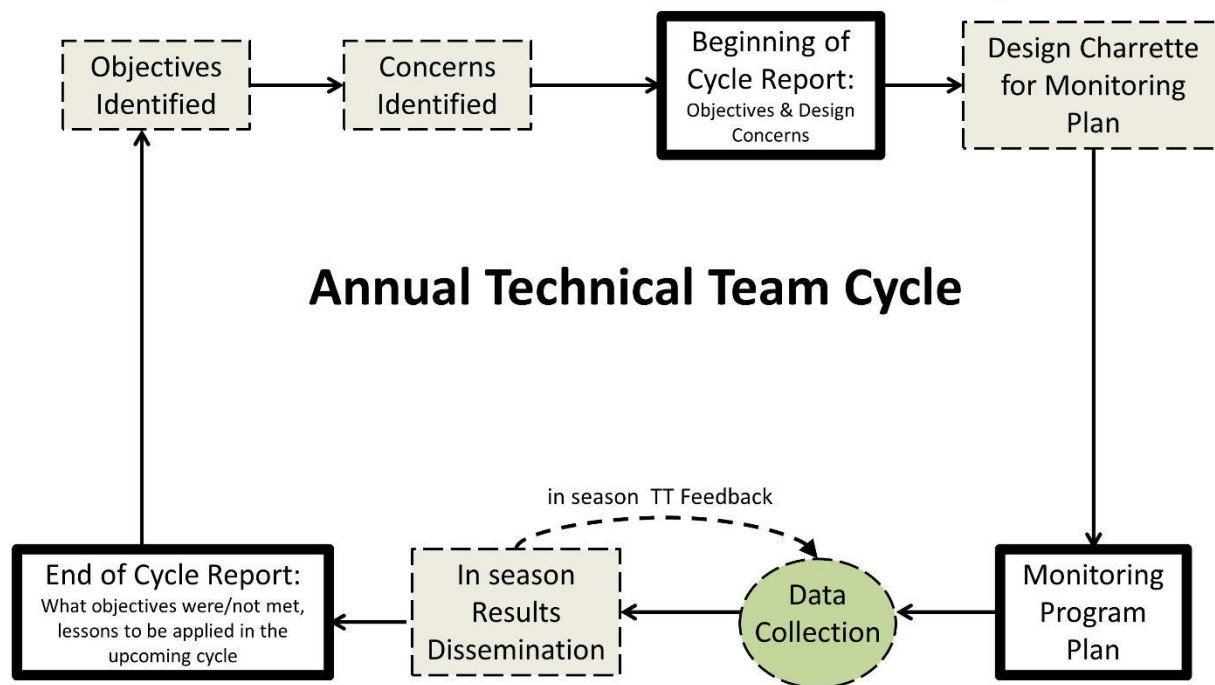 Objectives
Identified
Concerns
Identified
Beginning of
Cycle Report:
Objectives & Design
Concerns
Design Charrette
for Monitoring
Plan
Annual Technical Team Cycle
in season TT Feedback
End of Cycle Report:
What objectives were/not met,
lessons to be applied in the
upcoming cycle
In season
Results
Dissemination
Data
Collection
Monitoring
Program
Plan